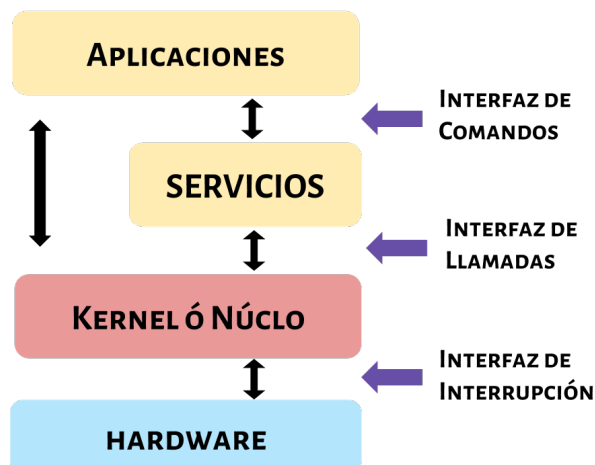 Aplicaciones
Interfaz de
Comandos
SERVICIOS
Interfaz de
Llamadas
Kernel ó Núclo
Interfaz de
Interrupción
HARDWARE